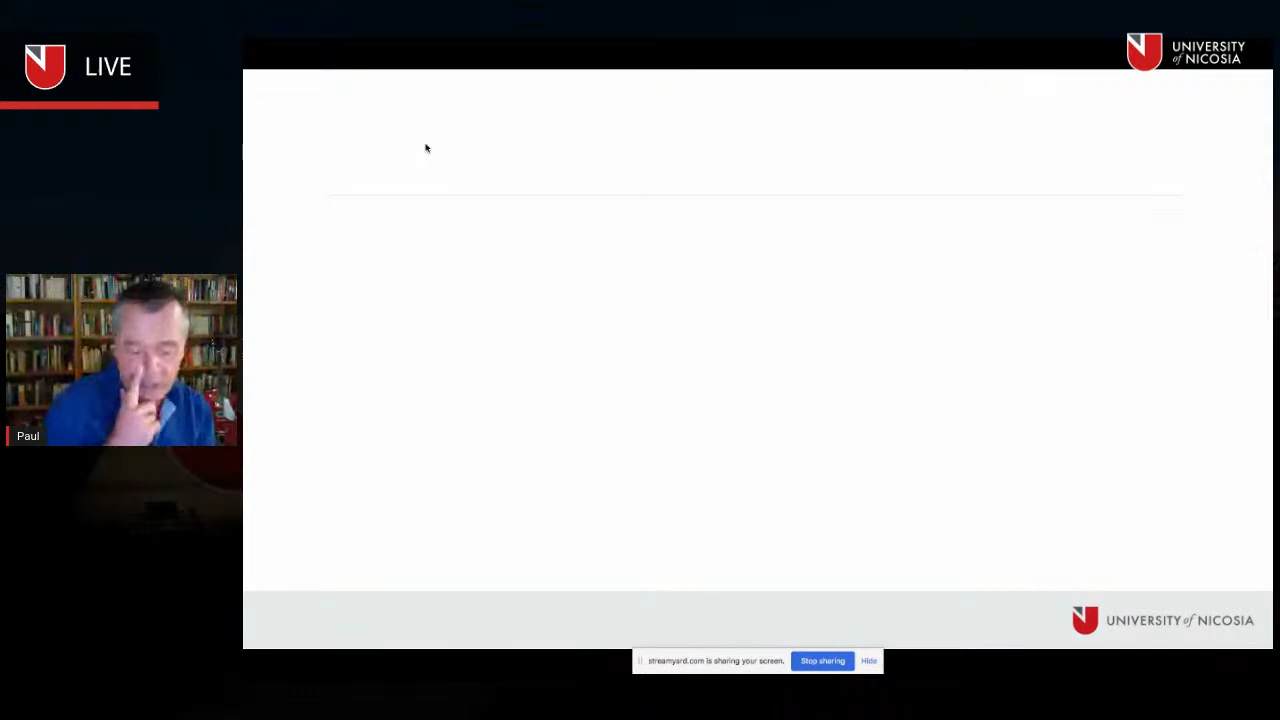 LIVE
UNIVERSITY
of NICOSIA
Paul
UNIVERSITY of NICOSIA
streamyard.com is sharing your screen.
Stop sharing
Hide